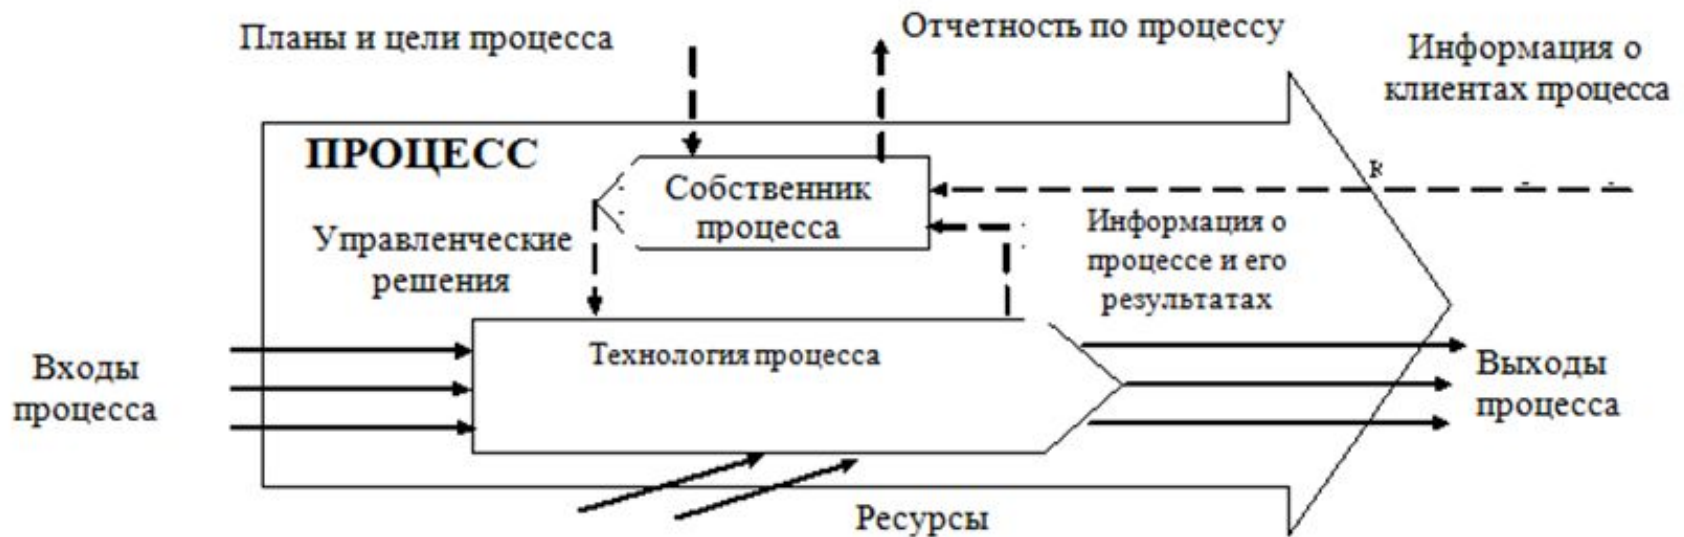 Планы и цели процесса
Отчетность по процессу
Информация о
клиентах процесса
ПРОЦЕСС
Собственник
процесса
к
Управленческие
решения
Информация о
процессе и его
результатах
Входы
процесса
Технология процесса
Выходы
процесса
Ресурсы